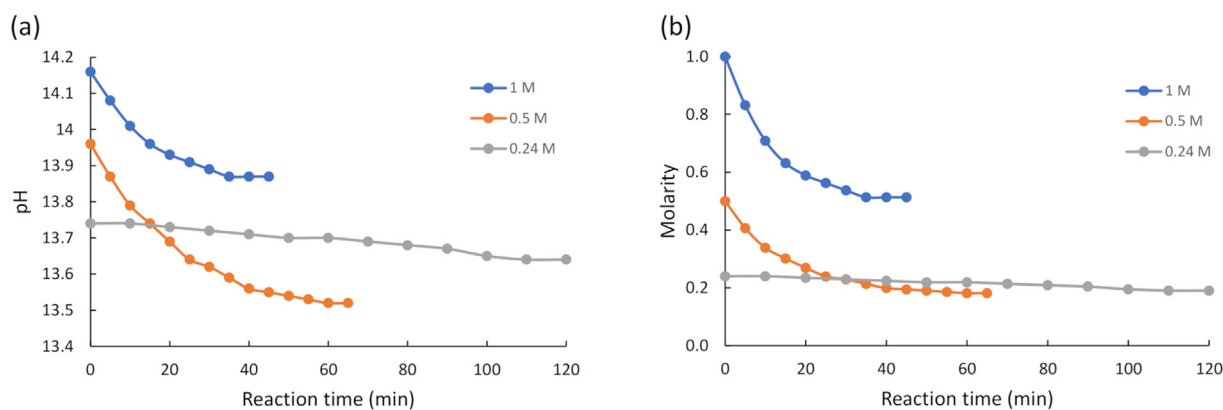 (a)
14.2
14.1
14
13.9
13.8
13.7
13.6
13.5
13.4
pH
0 20 40 60 80 100 120
Reaction time (min)
1 M
0.5 M
0.24 M
(b)
1.0
0.8
0.6
0.4
0.2
0.0
Molarity
0 20 40 60 80 100 120
Reaction time (min)
1 M
0.5 M
0.24 M